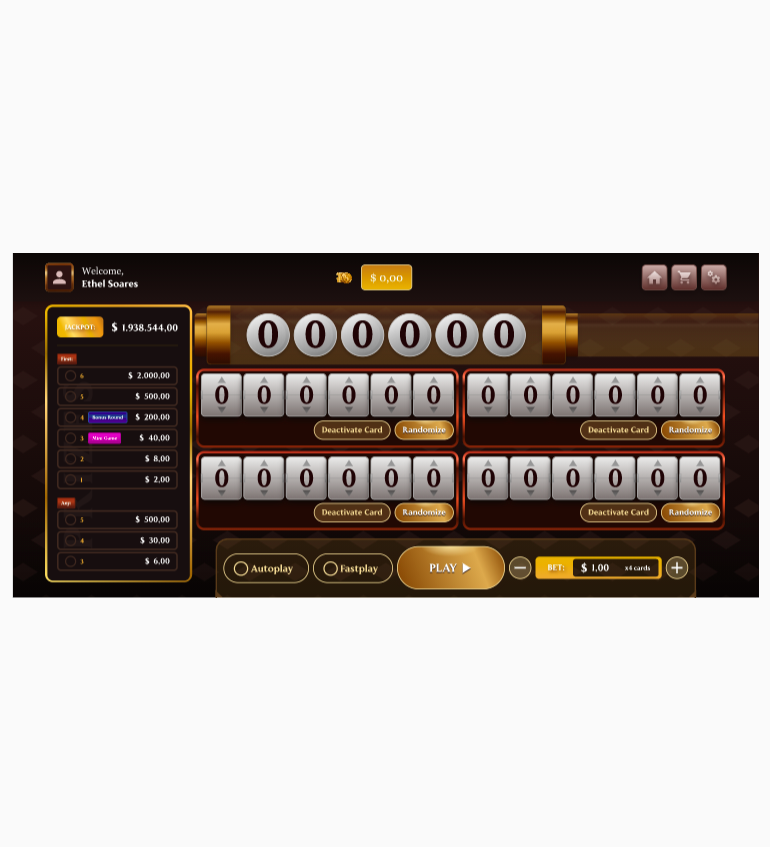 Welcome,
Ethel Soares
$ 0,00
JACKPOT: $ 1.938.544,00
First:
6 $ 2.000,00
5 $ 500,00
4 Bonus Round $ 200,00
3 Mini Game $ 40,00
2 $ 8,00
1 $ 2,00
Any:
5 $ 500,00
4 $ 30,00
3 $ 6,00
0 0 0 0 0 0
0 0 0 0 0 0
Deactivate Card Randomize
0 0 0 0 0 0
Deactivate Card Randomize
0 0 0 0 0 0
Deactivate Card Randomize
0 0 0 0 0 0
Deactivate Card Randomize
Autoplay
Fastplay
PLAY
BET: $ 1,00 x4 cards